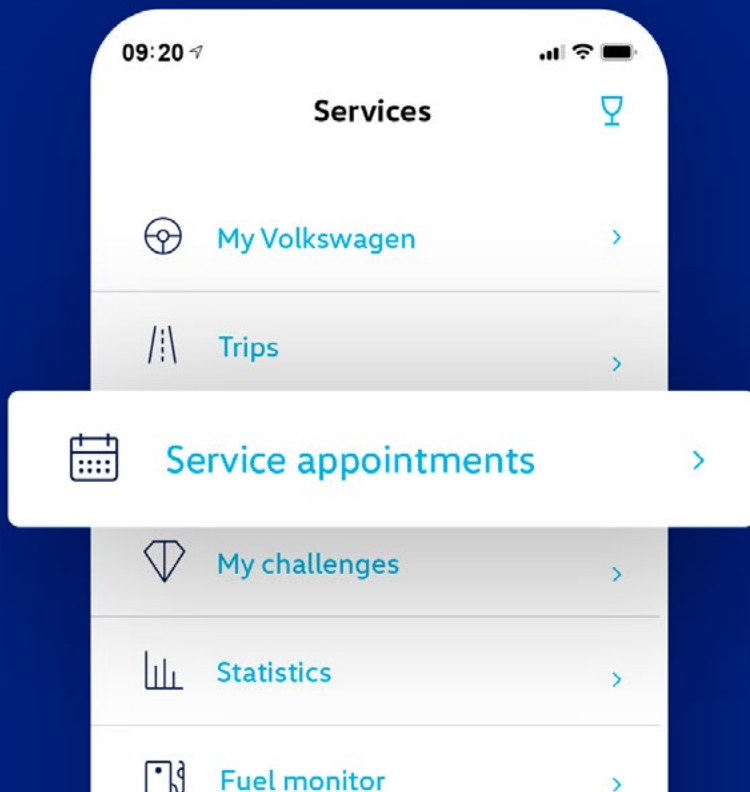 09:20
Services
My Volkswagen
Trips
Service appointments
My challenges
Statistics
Fuel monitor